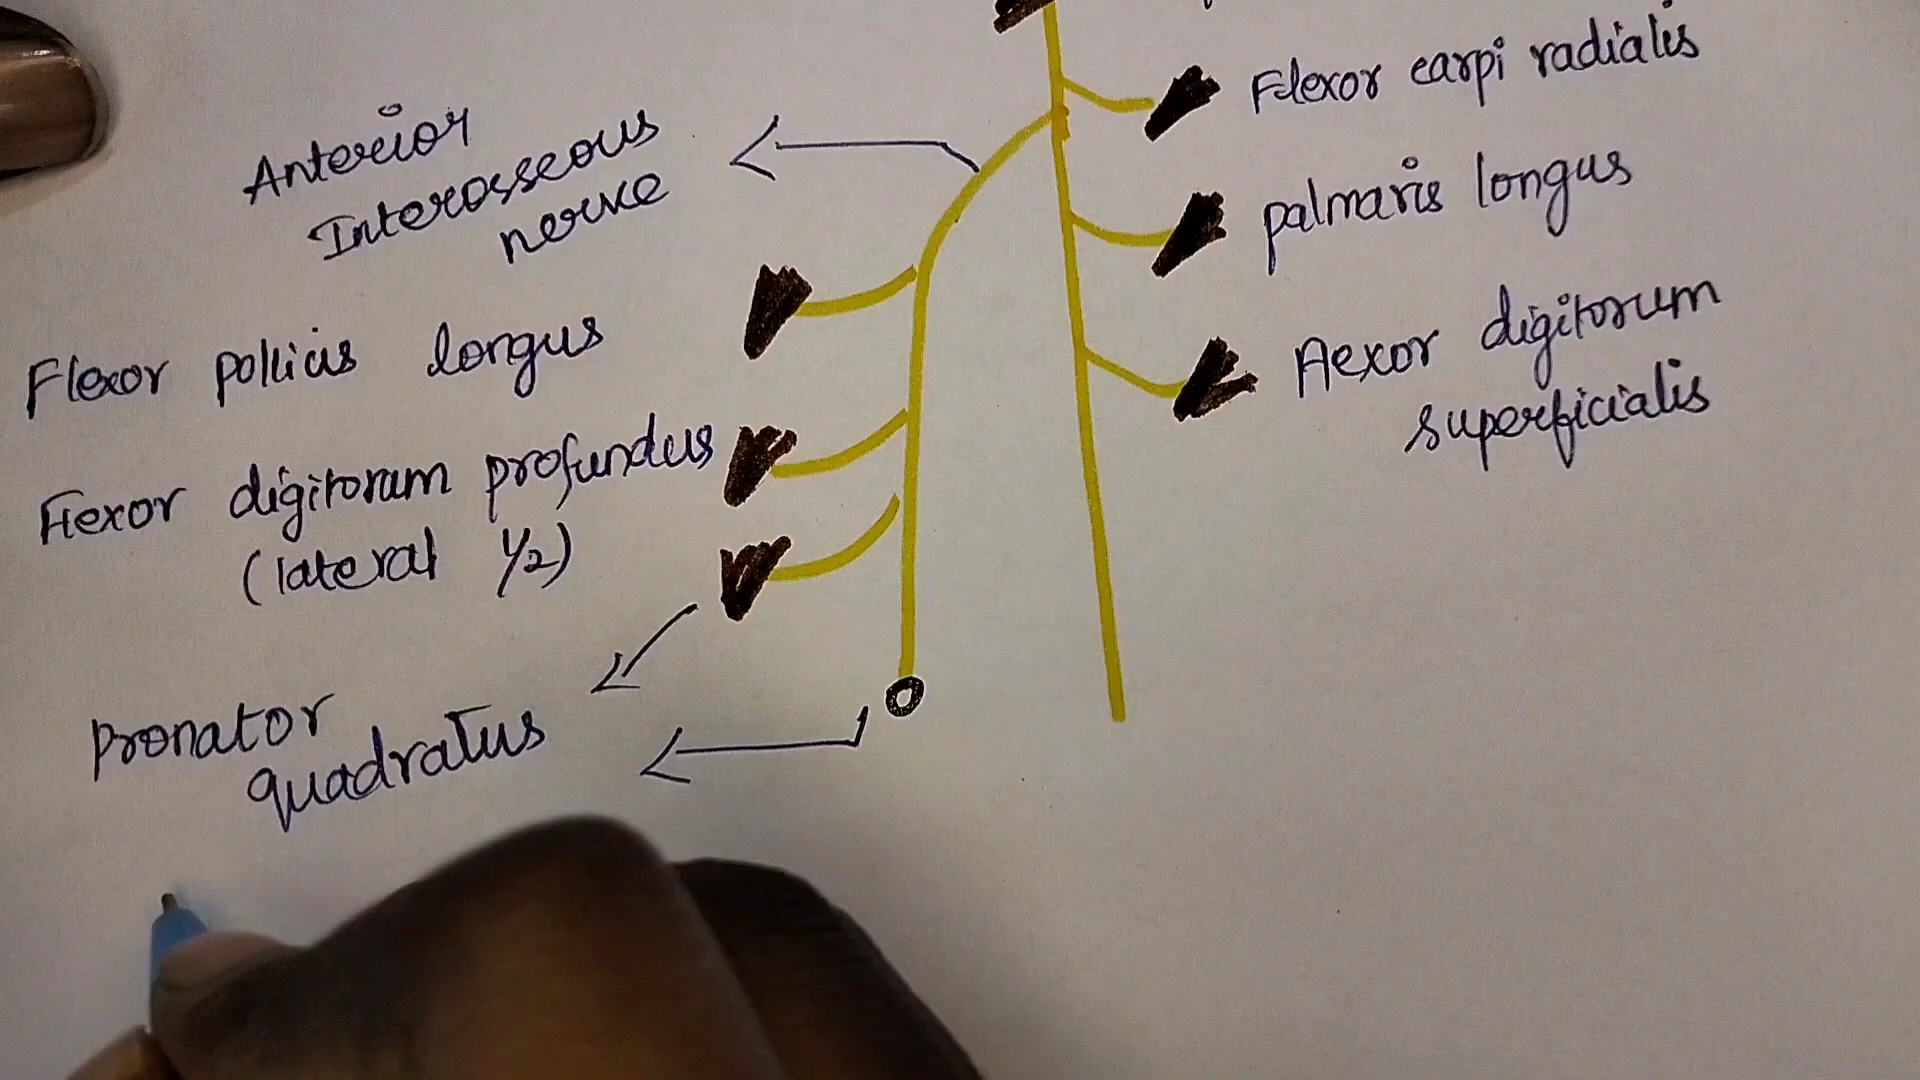 Flexor carpi radialis
Anterior
Interosseous
nerve
palmaris longus
Flexor pollicis longus
Flexor digitorum
superficialis
Flexor digitorum profundus
(lateral 1/2)
Pronator
quadratus